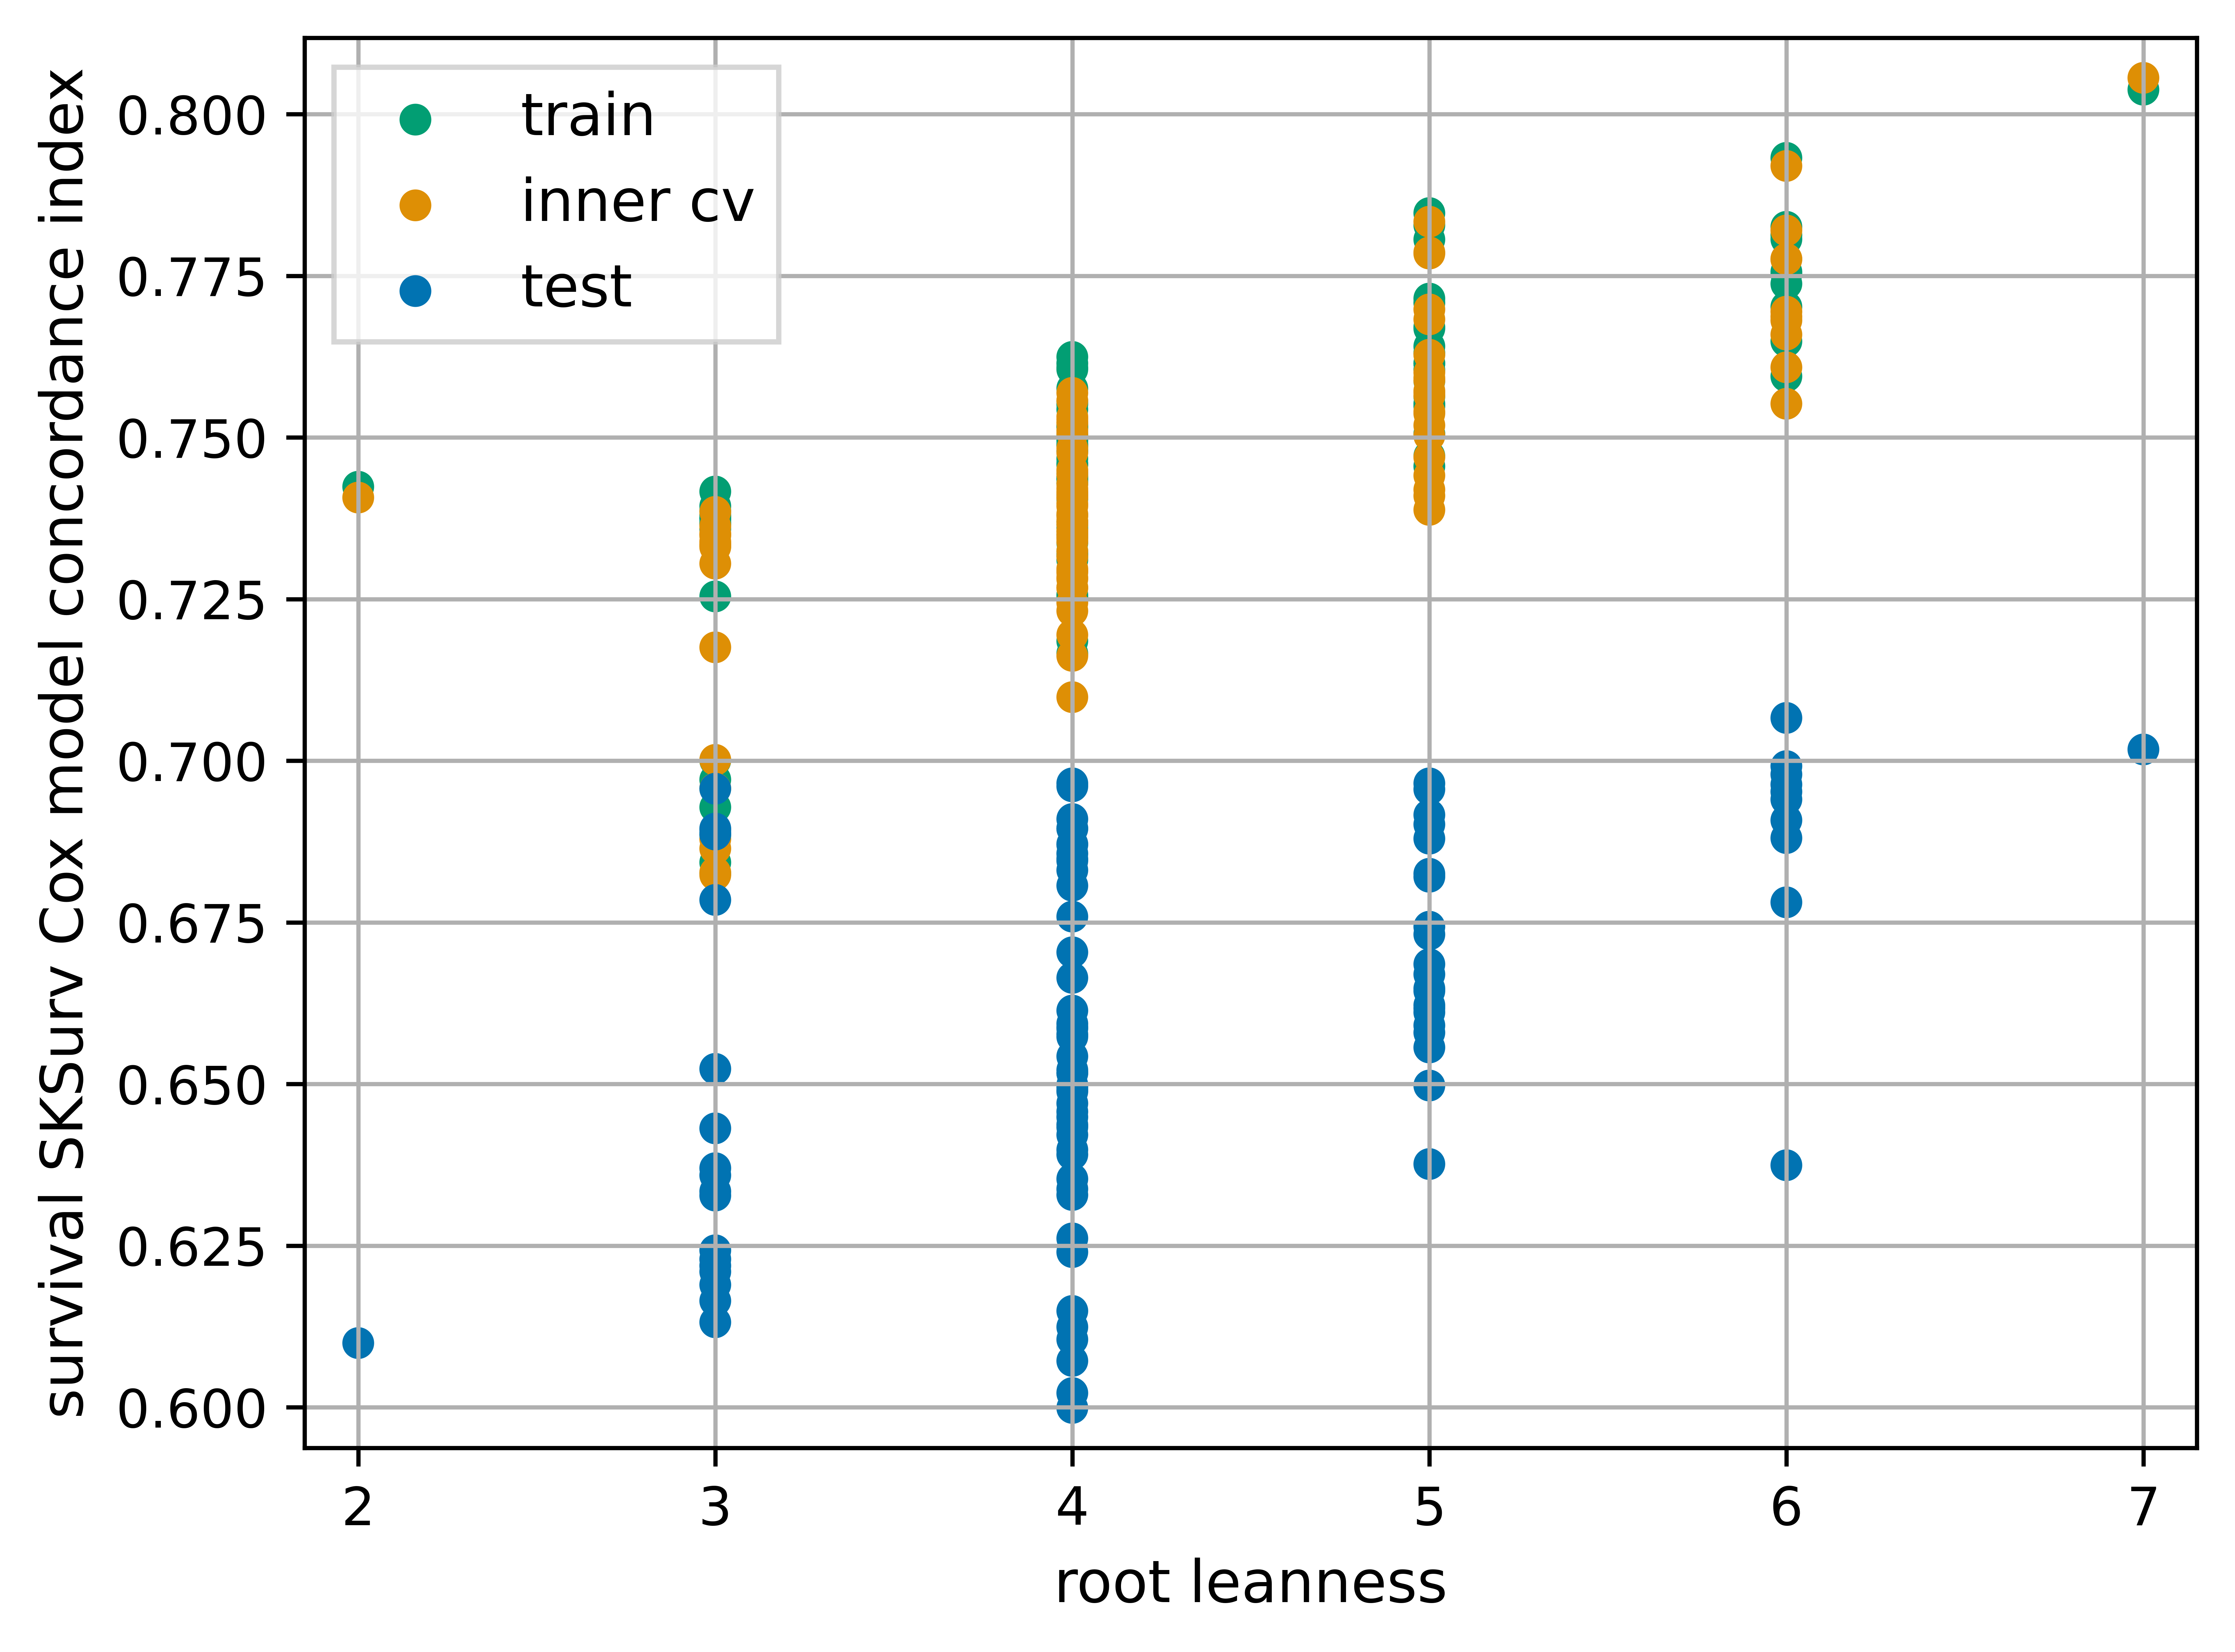 survival SKSurv Cox model concordance index
0.800
0.775
0.750
0.725
0.700
0.675
0.650
0.625
0.600
train
inner cv
test
2 3 4 5 6 7
root leanness